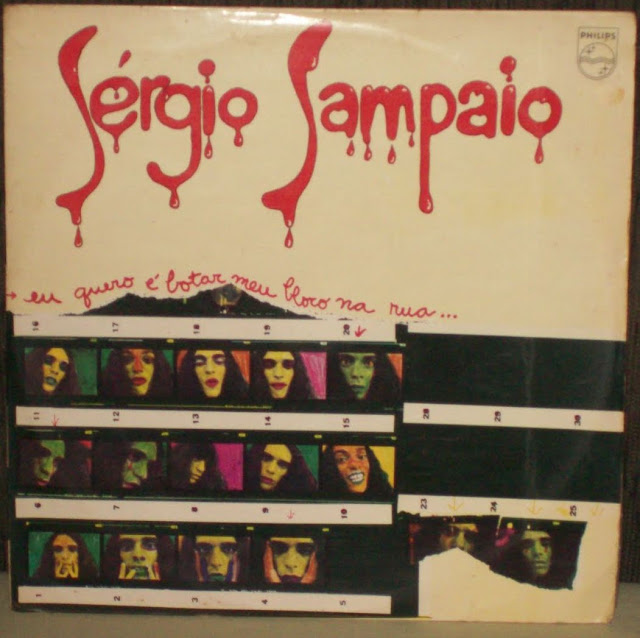 PHILIPS
Sérgio Sampaio
→ eu quero é botar meu bloco na rua...
16 17 18 19 20
28 29 30
11 12 13 14 15
23 24 25
6 7 8 9 10
1 2 3 4 5